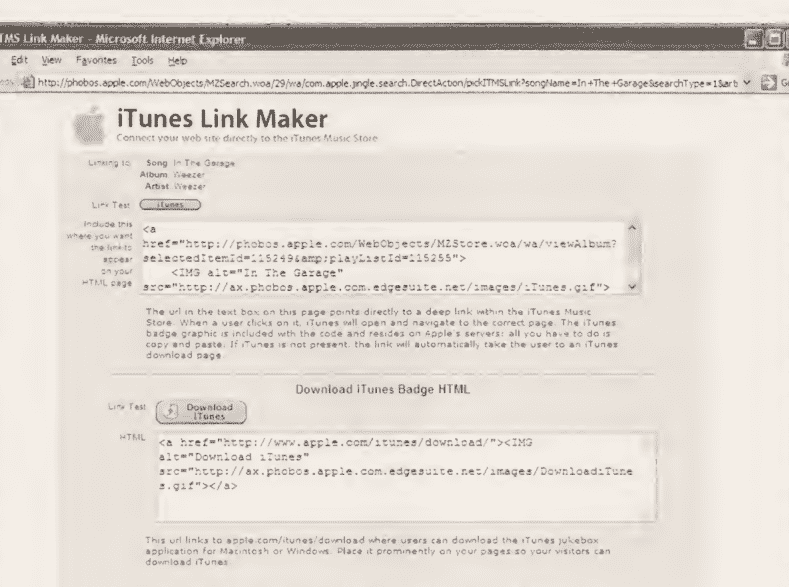 TMS Link Maker - Microsoft Internet Explorer
Edit View Favorites Tools Help
http://phobos.apple.com/WebObjects/MZSearch.woa/29/wa/com.apple.jingle.search.DirectAction/pickITMSLink?songName=In+The+Garage&searchType=1&arb
iTunes Link Maker
Connect your web site directly to the iTunes Music Store
Linking to Song In The Garage
Album Weezer
Artist Weezer
Link Test iTunes
Include this
where you want
the link to
appear
on your
HTML page
<a
href="http://phobos.apple.com/WebObjects/MZStore.woa/wa/viewAlbum?
selectedItemId=115249&amp;playListId=115255">
<IMG alt="In The Garage"
src="http://ax.phobos.apple.com.edgesuite.net/images/iTunes.gif">
The url in the text box on this page points directly to a deep link within the iTunes Music
Store. When a user clicks on it, iTunes will open and navigate to the correct page. The iTunes
badge graphic is included with the code and resides on Apple's servers: all you have to do is
copy and paste. If iTunes is not present, the link will automatically take the user to an iTunes
download page.
Download iTunes Badge HTML
Link Test Download
iTunes
HTML
<a href="http://www.apple.com/itunes/download/"><IMG
alt="Download iTunes"
src="http://ax.phobos.apple.com.edgesuite.net/images/DownloadiTune
s.gif"></a>
This url links to apple.com/itunes/download where users can download the iTunes jukebox
application for Macintosh or Windows. Place it prominently on your pages so your visitors can
download iTunes.